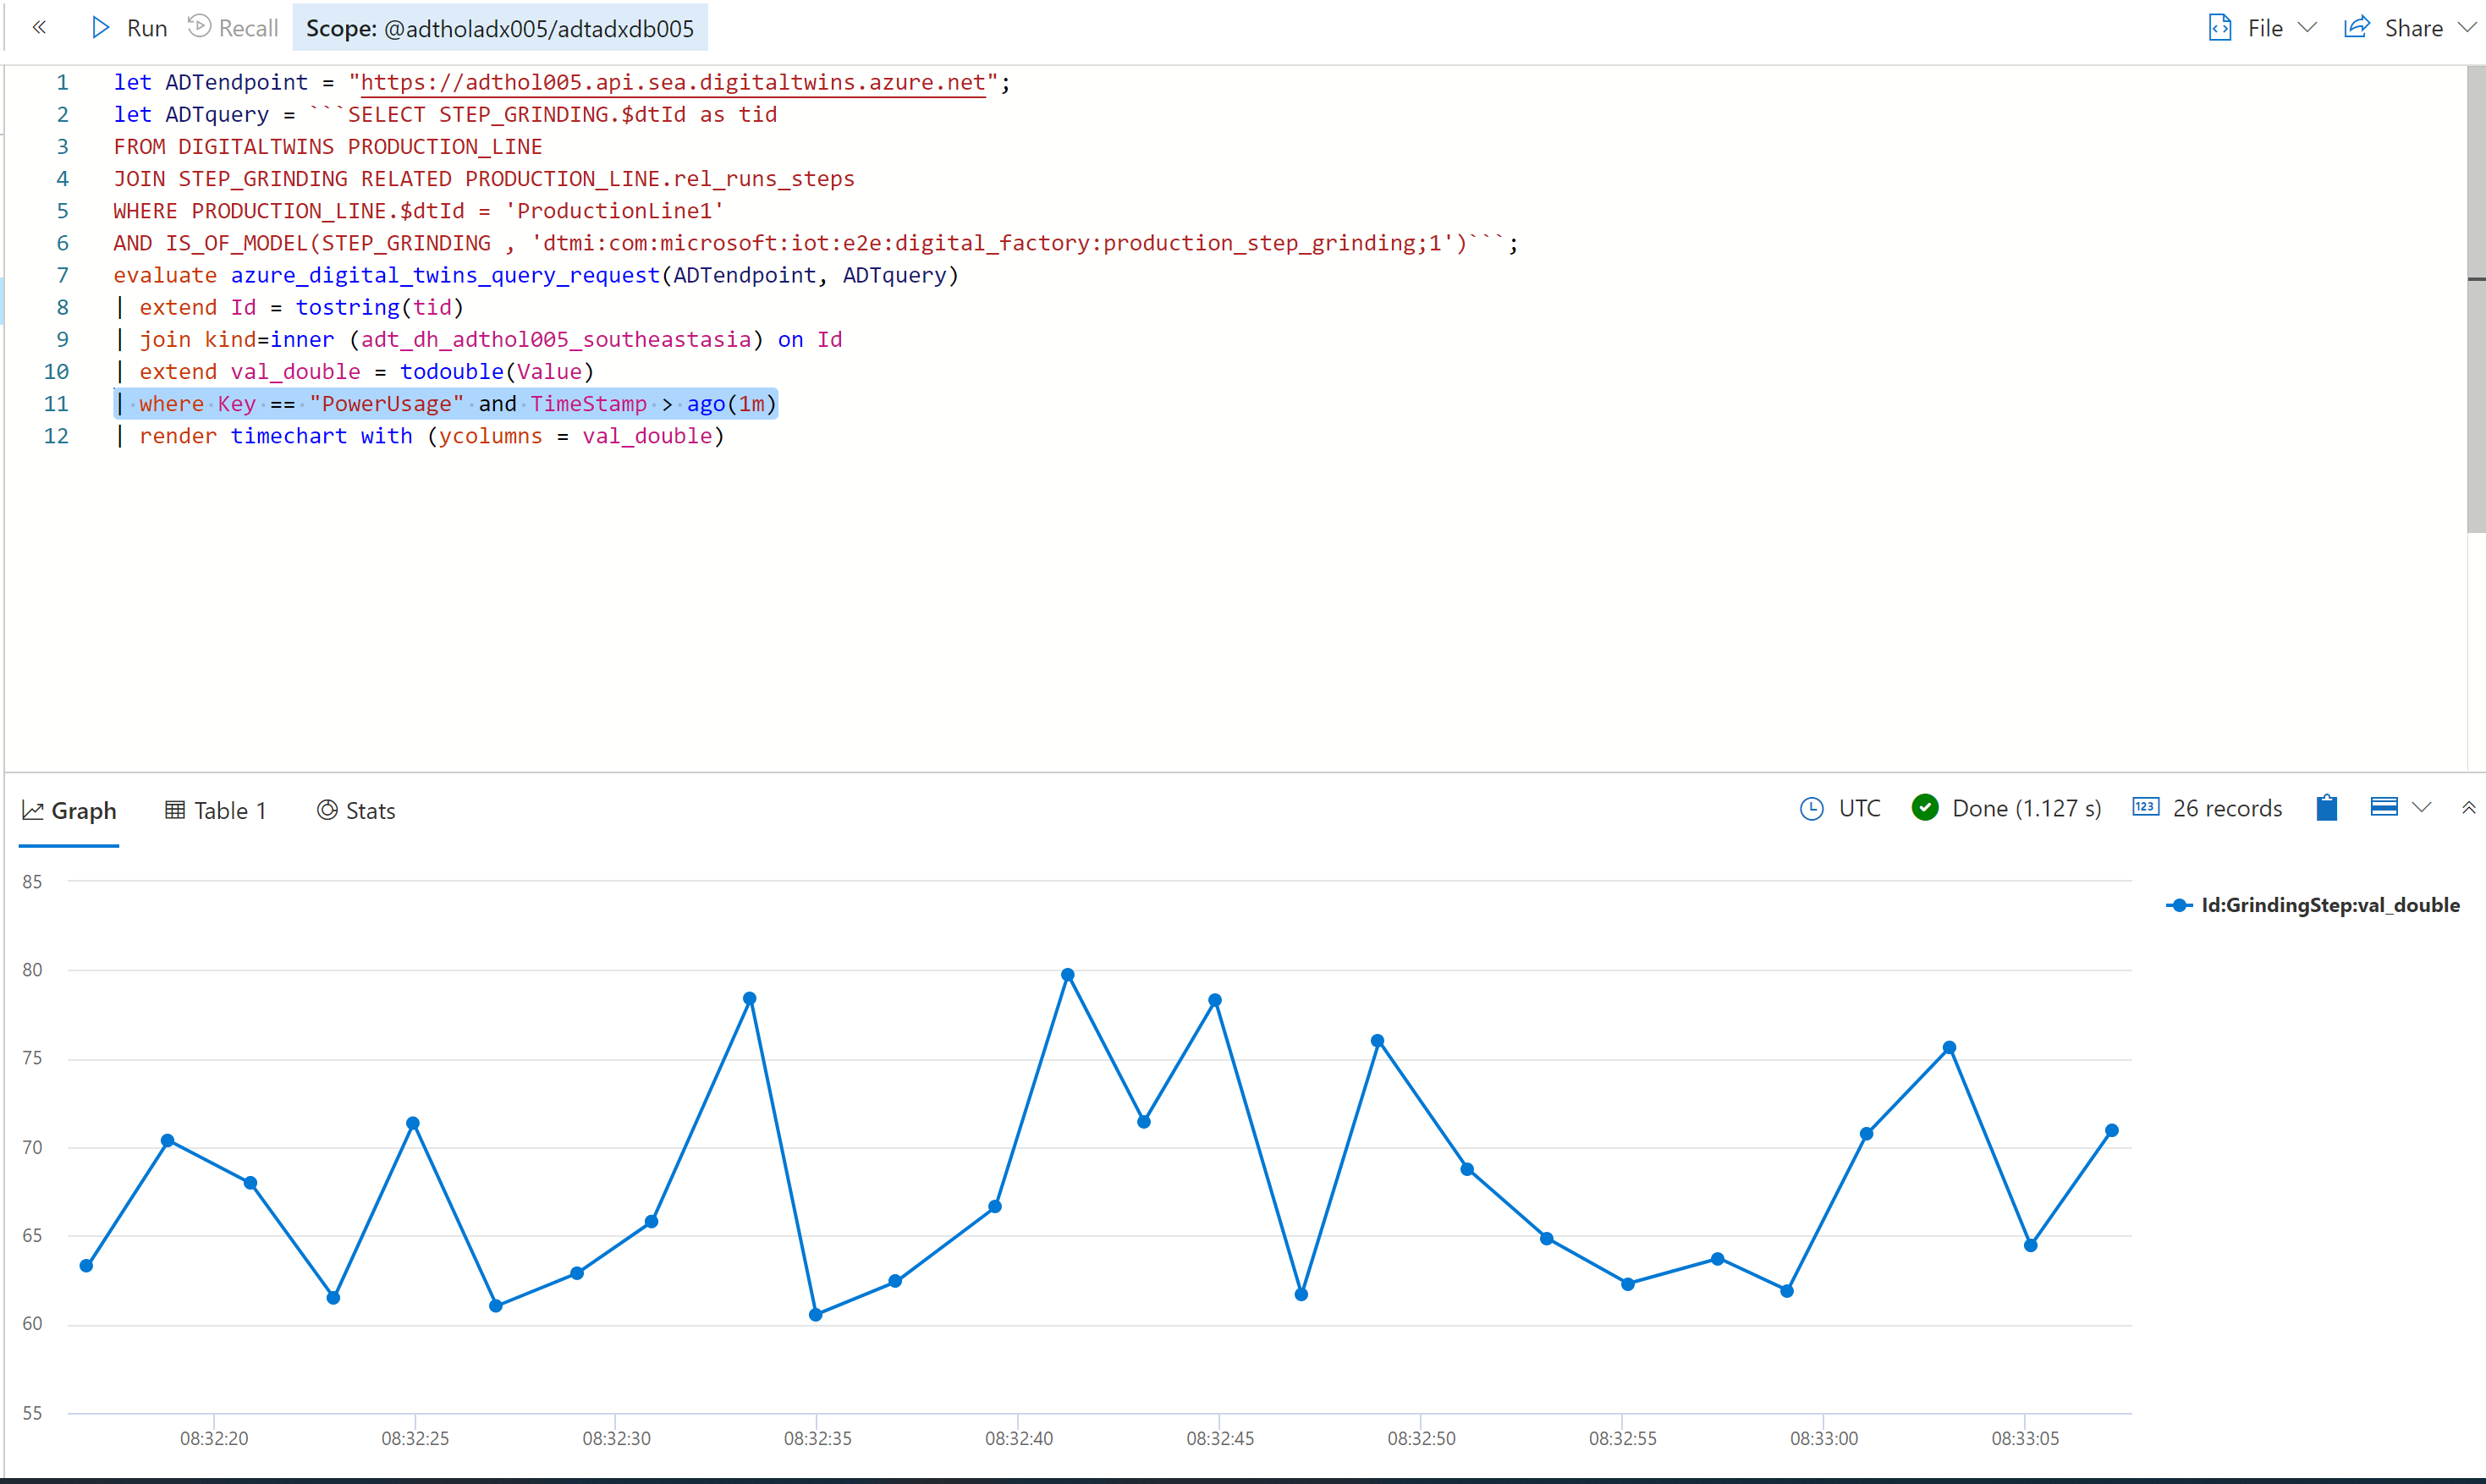 « Run Recall Scope: @adtholadx005/adtadxdb005 File Share
1 let ADTendpoint = "https://adthol005.api.sea.digitaltwins.azure.net";
2 let ADTquery = ```SELECT STEP_GRINDING.$dtId as tid
3 FROM DIGITALTWINS PRODUCTION_LINE
4 JOIN STEP_GRINDING RELATED PRODUCTION_LINE.rel_runs_steps
5 WHERE PRODUCTION_LINE.$dtId = 'ProductionLine1'
6 AND IS_OF_MODEL(STEP_GRINDING , 'dtmi:com:microsoft:iot:e2e:digital_factory:production_step_grinding;1')```;
7 evaluate azure_digital_twins_query_request(ADTendpoint, ADTquery)
8 | extend Id = tostring(tid)
9 | join kind=inner (adt_dh_adthol005_southeastasia) on Id
10 | extend val_double = todouble(Value)
11 | where Key == "PowerUsage" and TimeStamp > ago(1m)
12 | render timechart with (ycolumns = val_double)
Graph Table 1 Stats UTC Done (1.127 s) 123 26 records
85
Id:GrindingStep:val_double
80
75
70
65
60
55
08:32:20 08:32:25 08:32:30 08:32:35 08:32:40 08:32:45 08:32:50 08:32:55 08:33:00 08:33:05